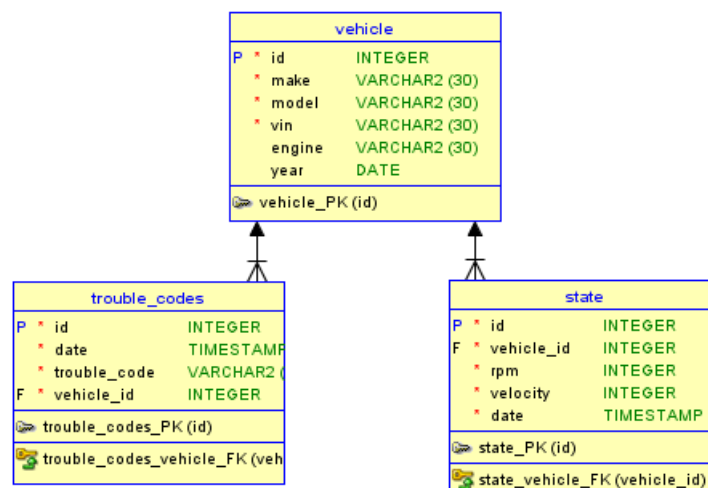 vehicle
P * id INTEGER
* make VARCHAR2 (30)
* model VARCHAR2 (30)
* vin VARCHAR2 (30)
engine VARCHAR2 (30)
year DATE
vehicle_PK (id)
trouble_codes
P * id INTEGER
* date TIMESTAMP
* trouble_code VARCHAR2 (
F * vehicle_id INTEGER
trouble_codes_PK (id)
trouble_codes_vehicle_FK (veh
state
P * id INTEGER
F * vehicle_id INTEGER
* rpm INTEGER
* velocity INTEGER
* date TIMESTAMP
state_PK (id)
state_vehicle_FK (vehicle_id)